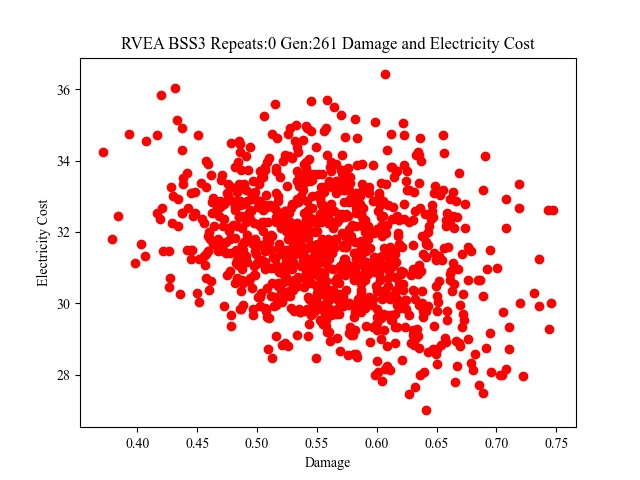 RVEA BSS3 Repeats:0 Gen:261 Damage and Electricity Cost
Electricity Cost
36
34
32
30
28
0.40 0.45 0.50 0.55 0.60 0.65 0.70 0.75
Damage